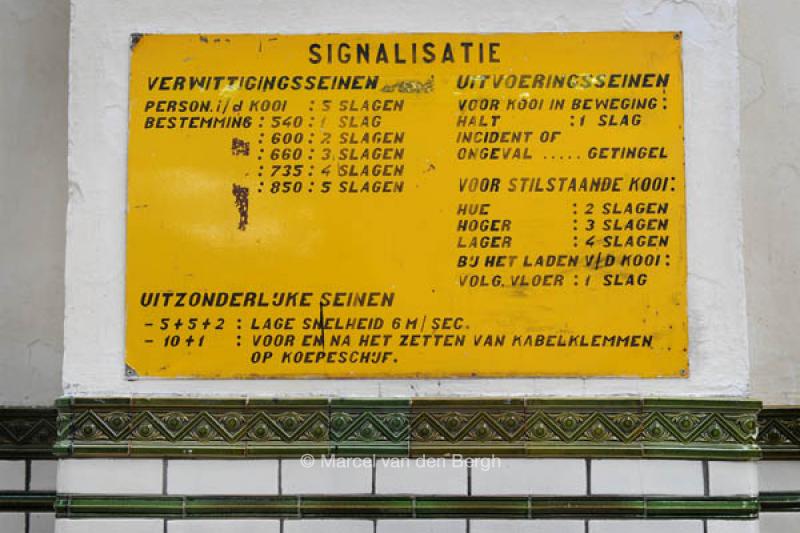 SIGNALISATIE
VERWITTIGINGSSEINEN
PERSON. i/d KOOI : 5 SLAGEN
BESTEMMING : 540 : 1 SLAG
: 600 : 2 SLAGEN
: 660 : 3 SLAGEN
: 735 : 4 SLAGEN
: 850 : 5 SLAGEN
UITVOERINGSSEINEN
VOOR KOOI IN BEWEGING :
HALT : 1 SLAG
INCIDENT OF
ONGEVAL ..... GETINGEL
VOOR STILSTAANDE KOOI :
HUE : 2 SLAGEN
HOGER : 3 SLAGEN
LAGER : 4 SLAGEN
BIJ HET LADEN V/D KOOI :
VOLG. VLOER : 1 SLAG
UITZONDERLIJKE SEINEN
- 5+5+2 : LAGE SNELHEID 6 M/SEC.
- 10+1 : VOOR EN NA HET ZETTEN VAN KABELKLEMMEN
OP KOEPESCHIJF.
© Marcel van den Bergh